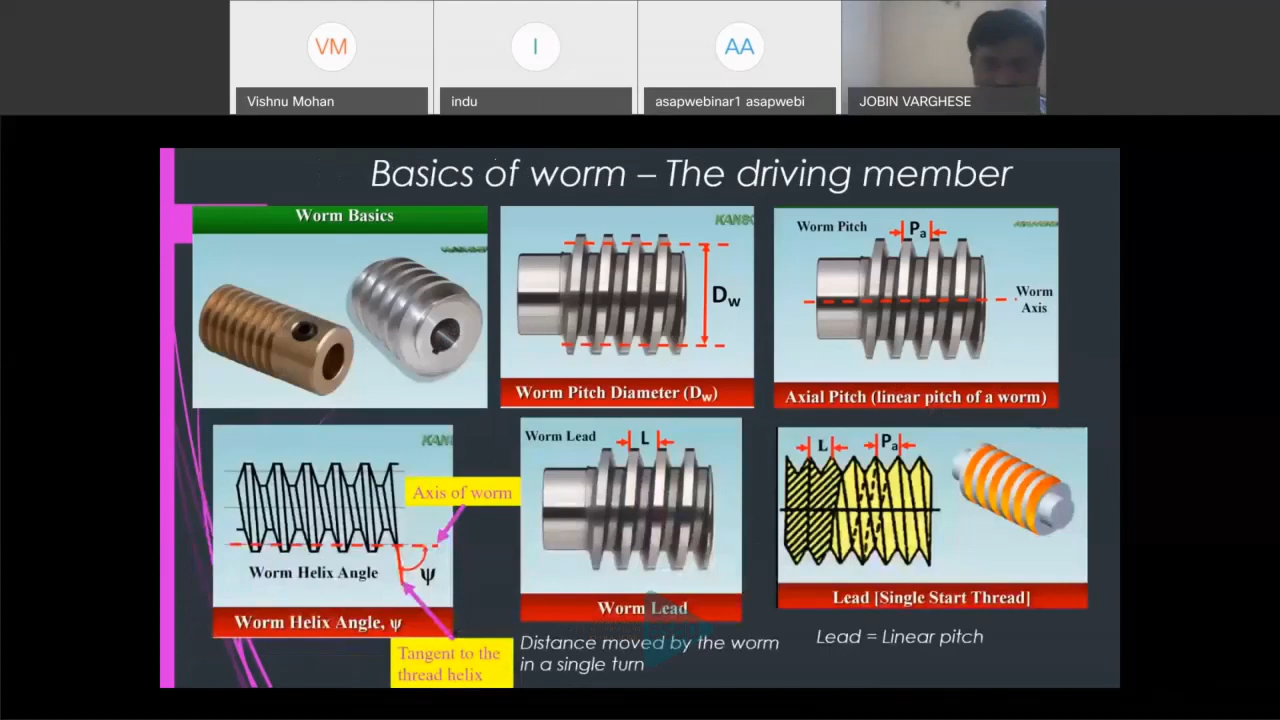 VM
I
AA
Vishnu Mohan
indu
asapwebinar1 asapwebi
JOBIN VARGHESE
Basics of worm – The driving member
Worm Basics
Dw
Worm Pitch Diameter (Dw)
Worm Pitch
Pa
Worm
Axis
Axial Pitch (linear pitch of a worm)
Axis of worm
Worm Helix Angle
ψ
Worm Helix Angle, ψ
Tangent to the
thread helix
Worm Lead
L
Worm Lead
Distance moved by the worm
in a single turn
L
Pa
Lead [Single Start Thread]
Lead = Linear pitch